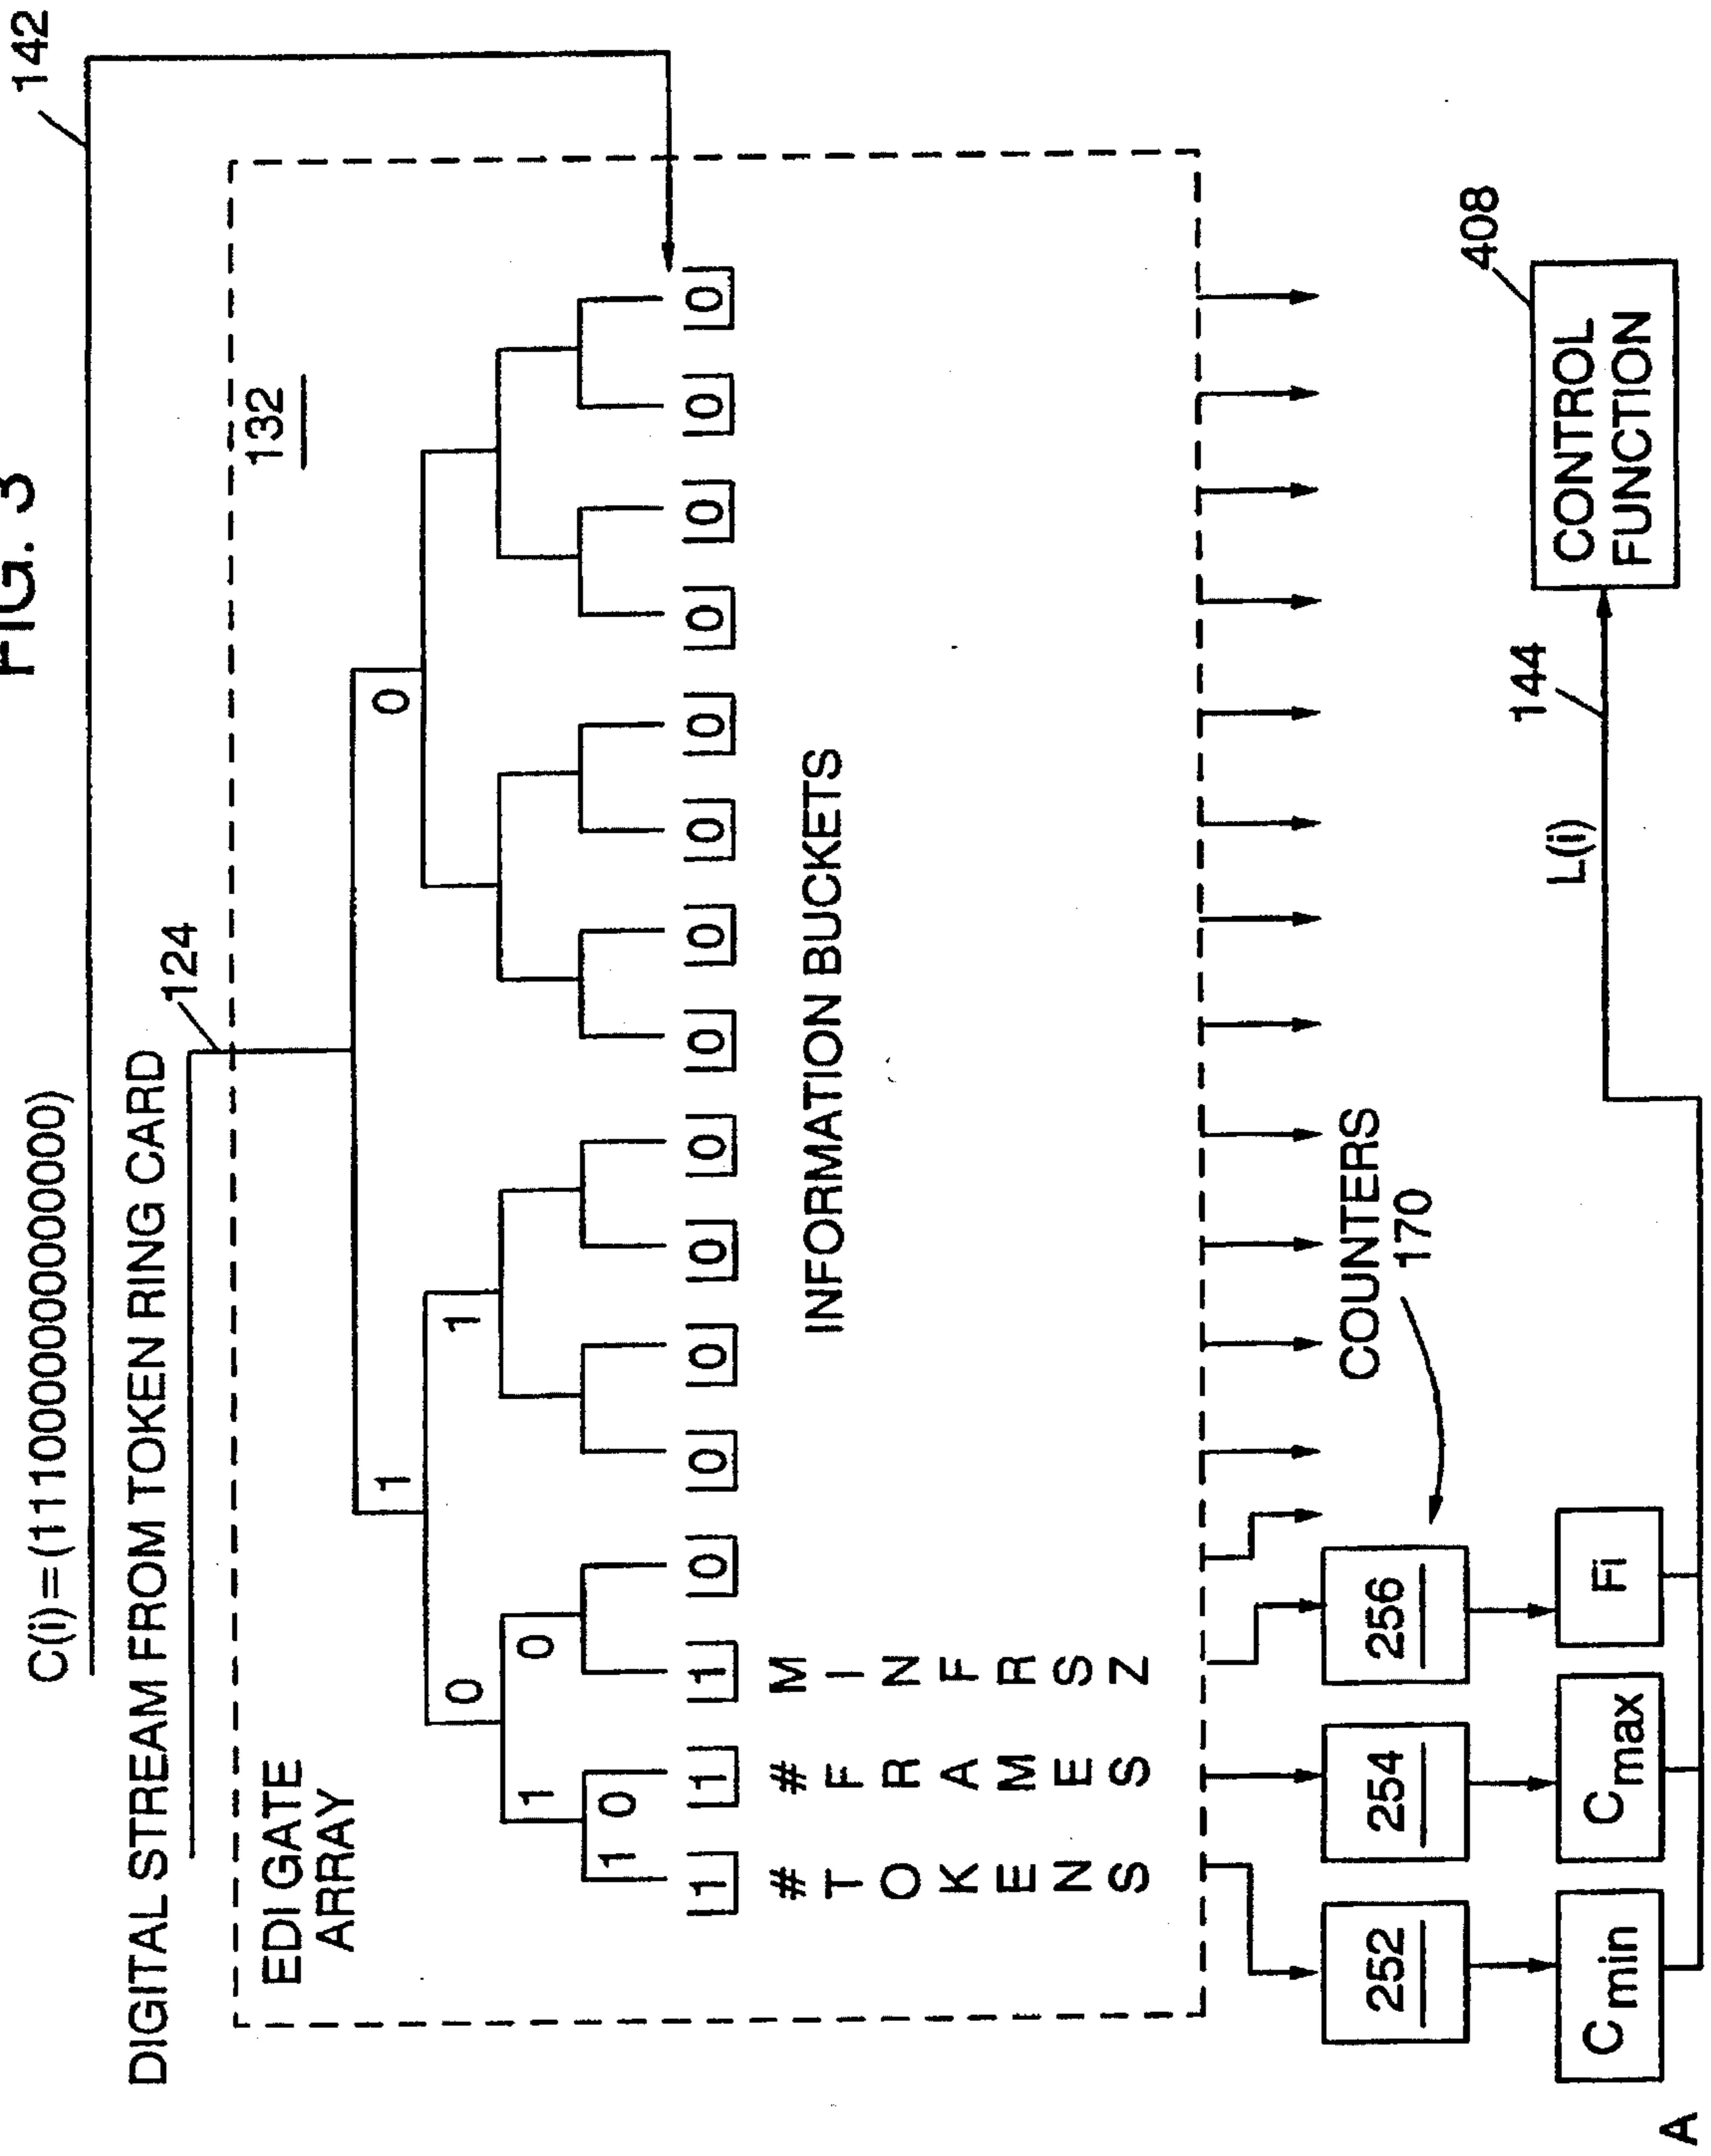 FIG. 3
142
C(i)=(1110000000000000)
DIGITAL STREAM FROM TOKEN RING CARD
124
EDI GATE
ARRAY
132
1 0
0 1
1 0
1 0
1 1 1 0 0 0 0 0 0 0 0 0 0 0 0 0
# TOKENS
# FRAMES
MINFRSZ
INFORMATION BUCKETS
COUNTERS
170
252 254 256
Cmin Cmax Fi
L(i)
144
408
CONTROL
FUNCTION
A